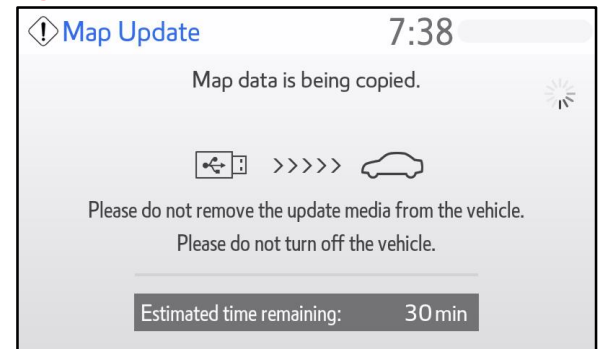 Map Update 7:38
Map data is being copied.
>>>>>
Please do not remove the update media from the vehicle.
Please do not turn off the vehicle.
Estimated time remaining: 30 min